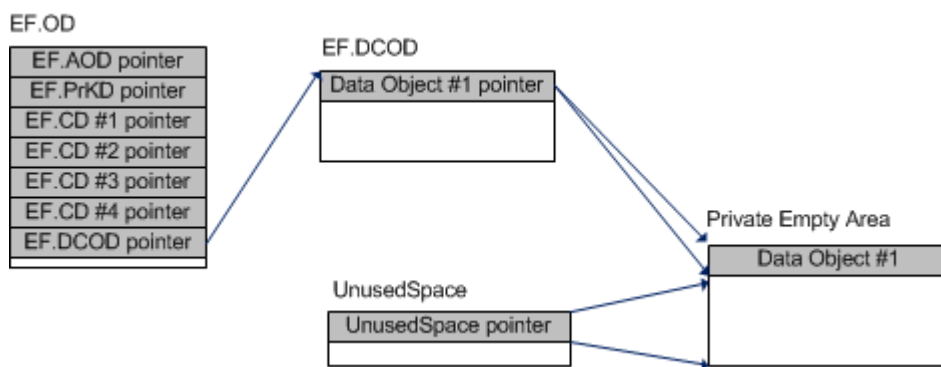 EF.OD
EF.AOD pointer
EF.PrKD pointer
EF.CD #1 pointer
EF.CD #2 pointer
EF.CD #3 pointer
EF.CD #4 pointer
EF.DCOD pointer
EF.DCOD
Data Object #1 pointer
UnusedSpace
UnusedSpace pointer
Private Empty Area
Data Object #1